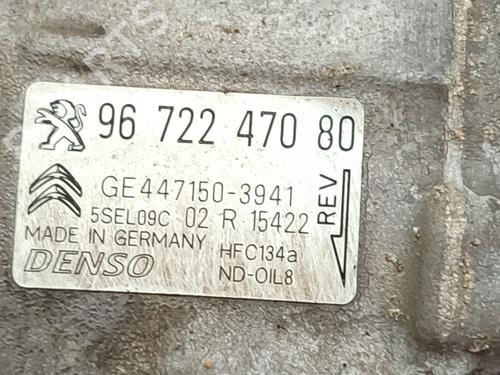 96 722 470 80
GE447150-3941
5SEL09C 02 R 15422
MADE IN GERMANY
HFC134a
DENSO
ND-OIL8
REV